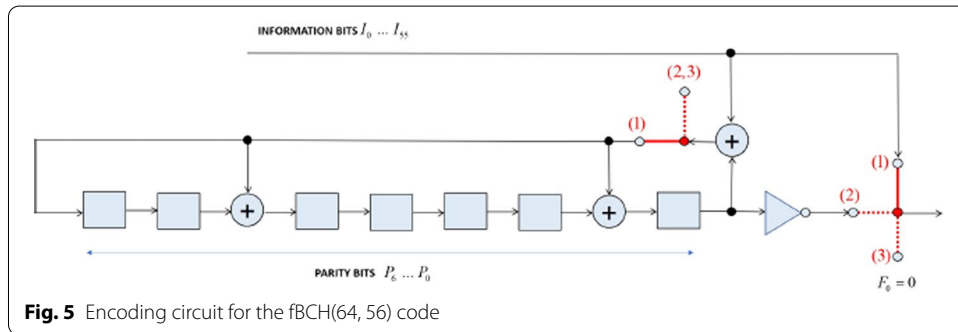 INFORMATION BITS I₀ ... I₅₅
(2,3)
(1)
+
(1)
+
+
(2)
(3)
PARITY BITS P₆ ... P₀
F₀ = 0
Fig. 5 Encoding circuit for the fBCH(64, 56) code